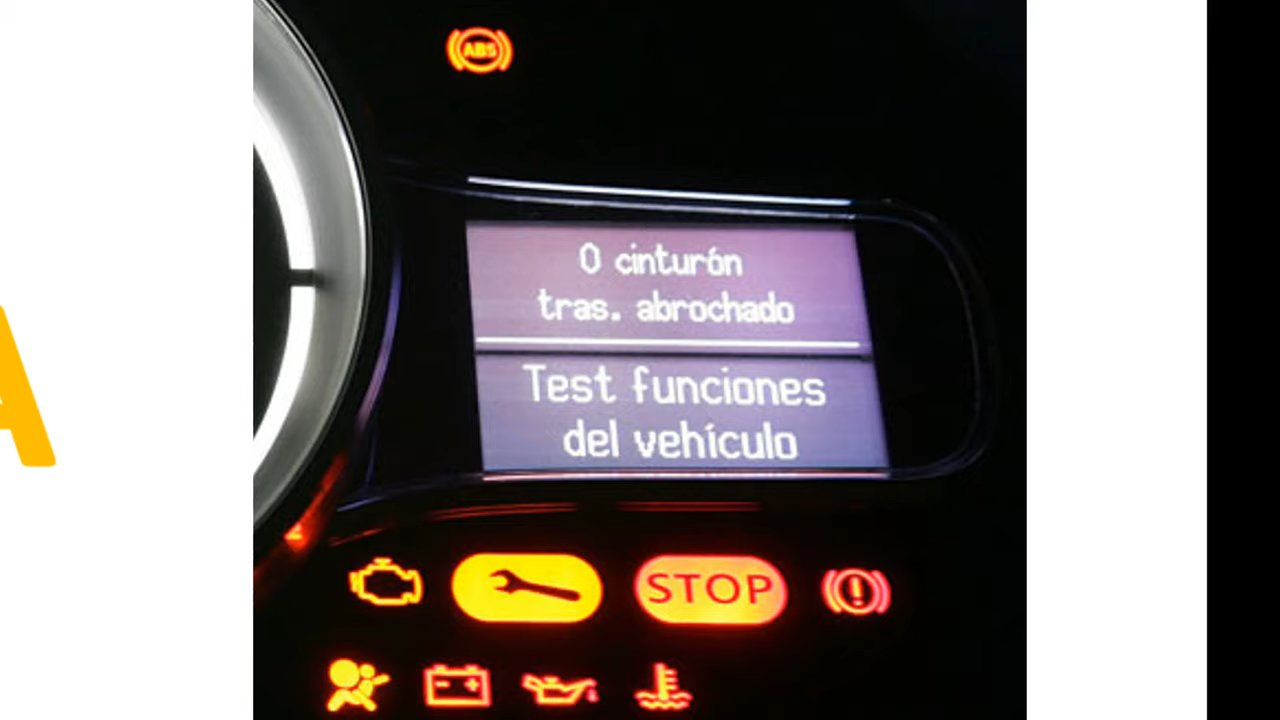 A
ABS
0 cinturón
tras. abrochado
Test funciones
del vehículo
STOP